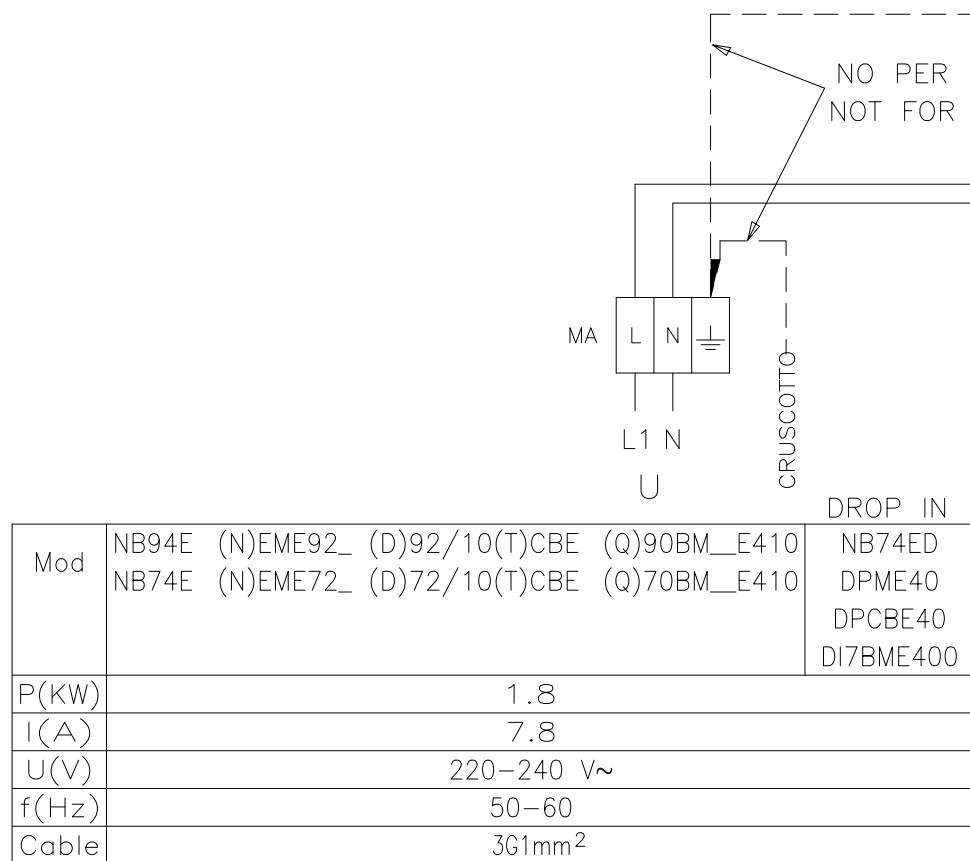 NO PER
NOT FOR
MA L N
L1 N
U
CRUSCOTTO
DROP IN
Mod
NB94E (N)EME92_ (D)92/10(T)CBE (Q)90BM__E410
NB74E (N)EME72_ (D)72/10(T)CBE (Q)70BM__E410
NB74ED
DPME40
DPCBE40
DI7BME400
P(KW) 1.8
I(A) 7.8
U(V) 220-240 V~
f(Hz) 50-60
Cable 3G1mm²